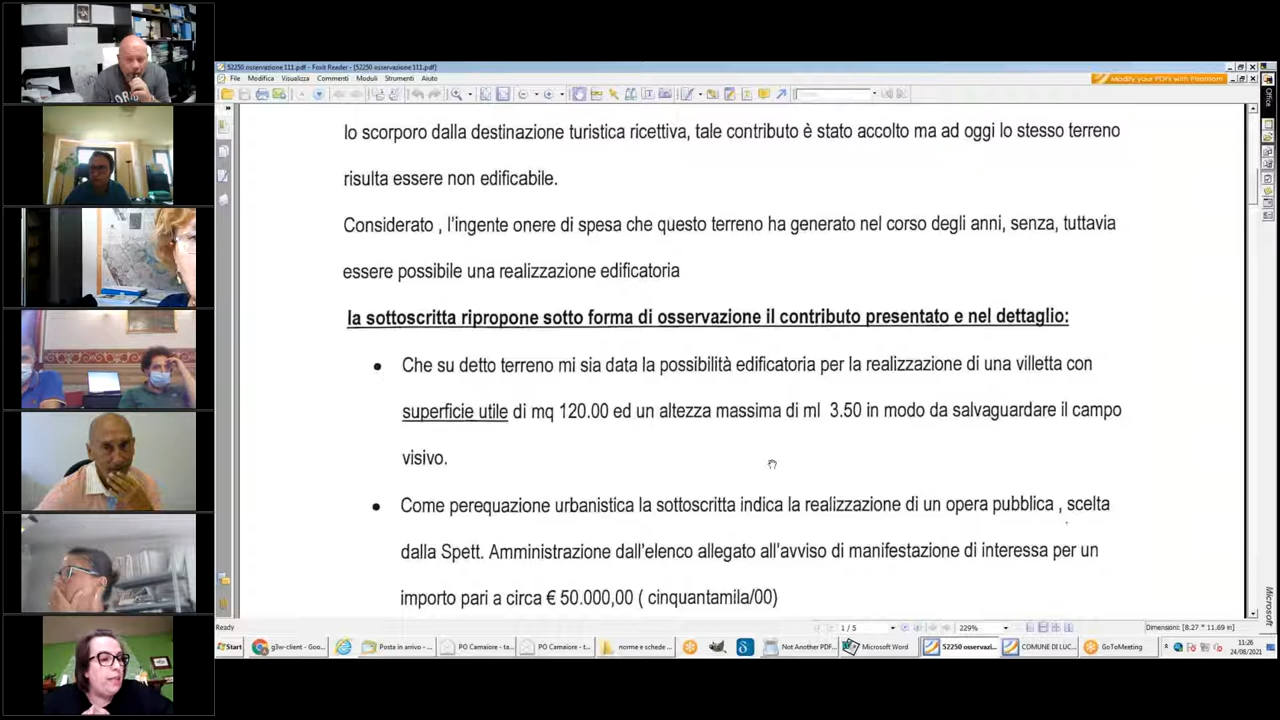 52250 osservazione 111.pdf - Foxit Reader - [52250 osservazione 111.pdf]
File Modifica Visualizza Commenti Moduli Strumenti Aiuto
Modify your PDFs with Phantom
Office
lo scorporo dalla destinazione turistica ricettiva, tale contributo è stato accolto ma ad oggi lo stesso terreno
risulta essere non edificabile.
Considerato , l'ingente onere di spesa che questo terreno ha generato nel corso degli anni, senza, tuttavia
essere possibile una realizzazione edificatoria
la sottoscritta ripropone sotto forma di osservazione il contributo presentato e nel dettaglio:
• Che su detto terreno mi sia data la possibilità edificatoria per la realizzazione di una villetta con
superficie utile di mq 120.00 ed un altezza massima di ml 3.50 in modo da salvaguardare il campo
visivo.
• Come perequazione urbanistica la sottoscritta indica la realizzazione di un opera pubblica , scelta
dalla Spett. Amministrazione dall'elenco allegato all'avviso di manifestazione di interessa per un
importo pari a circa € 50.000,00 ( cinquantamila/00)
Microsoft
Ready
1 / 5
229%
Dimensioni: [8.27 * 11.69 in]
Start
g3w-client - Goo...
Posta in arrivo - ...
PO Camaiore - t...
PO Camaiore - t...
norme e schede ...
Not Another PDF...
Microsoft Word
52250 osservazi...
COMUNE DI LUC...
GoToMeeting
11:26
24/08/2021